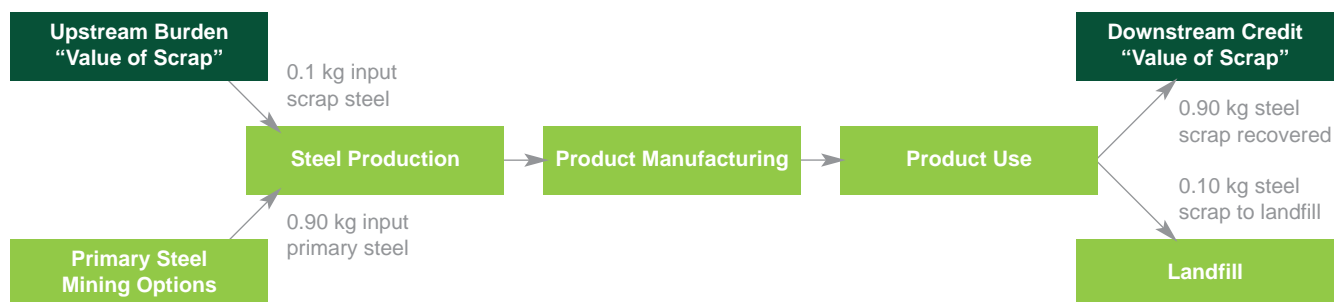 Upstream Burden
“Value of Scrap”
0.1 kg input
scrap steel
Primary Steel
Mining Options
0.90 kg input
primary steel
Steel Production
Product Manufacturing
Product Use
Downstream Credit
“Value of Scrap”
0.90 kg steel
scrap recovered
0.10 kg steel
scrap to landfill
Landfill